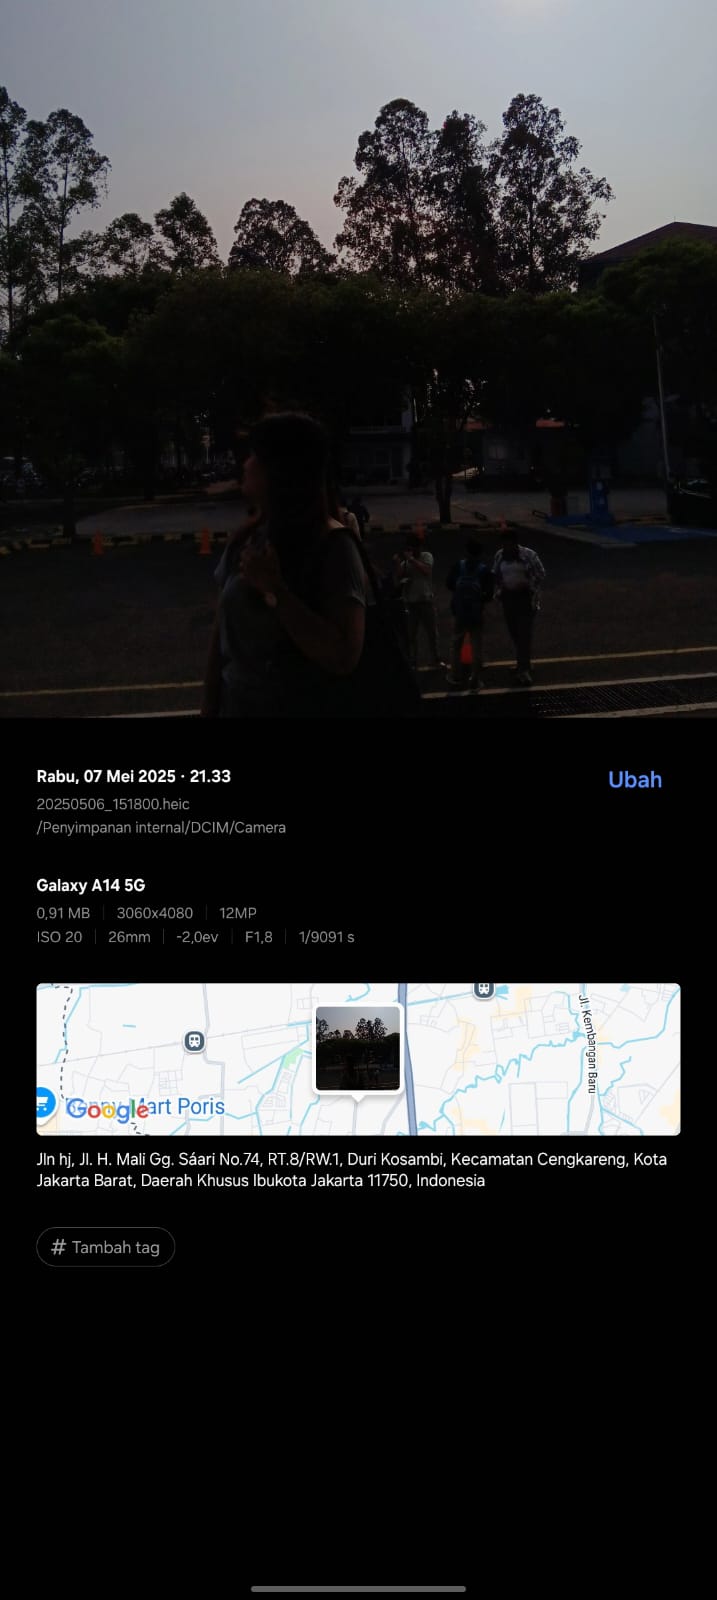 Rabu, 07 Mei 2025 · 21.33
Ubah
20250506_151800.heic
/Penyimpanan internal/DCIM/Camera
Galaxy A14 5G
0,91 MB | 3060x4080 | 12MP
ISO 20 | 26mm | -2,0ev | F1,8 | 1/9091 s
Jl. Kembangan Baru
Google
art Poris
Jln hj, Jl. H. Mali Gg. Sáari No.74, RT.8/RW.1, Duri Kosambi, Kecamatan Cengkareng, Kota
Jakarta Barat, Daerah Khusus Ibukota Jakarta 11750, Indonesia
# Tambah tag